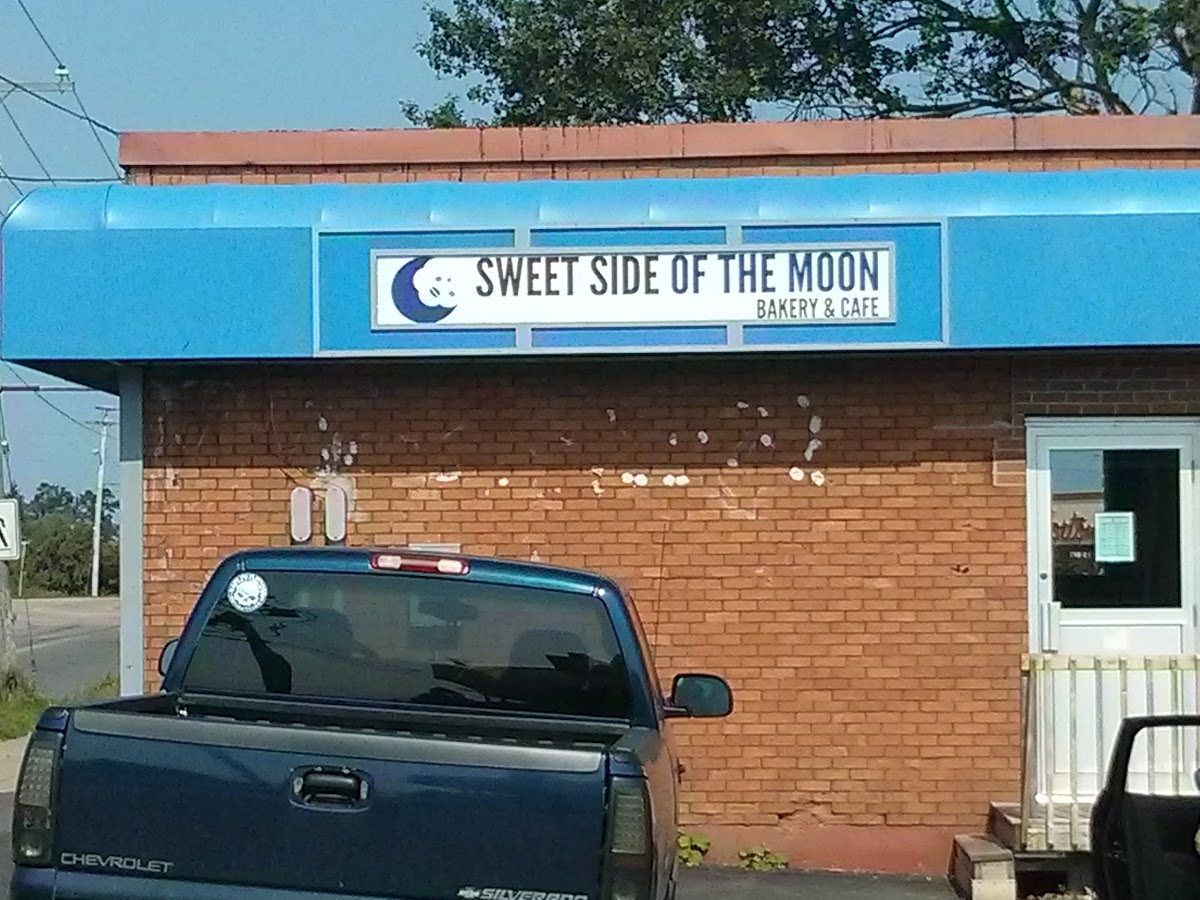 SWEET SIDE OF THE MOON
BAKERY & CAFE
CHEVROLET
SILVERADO